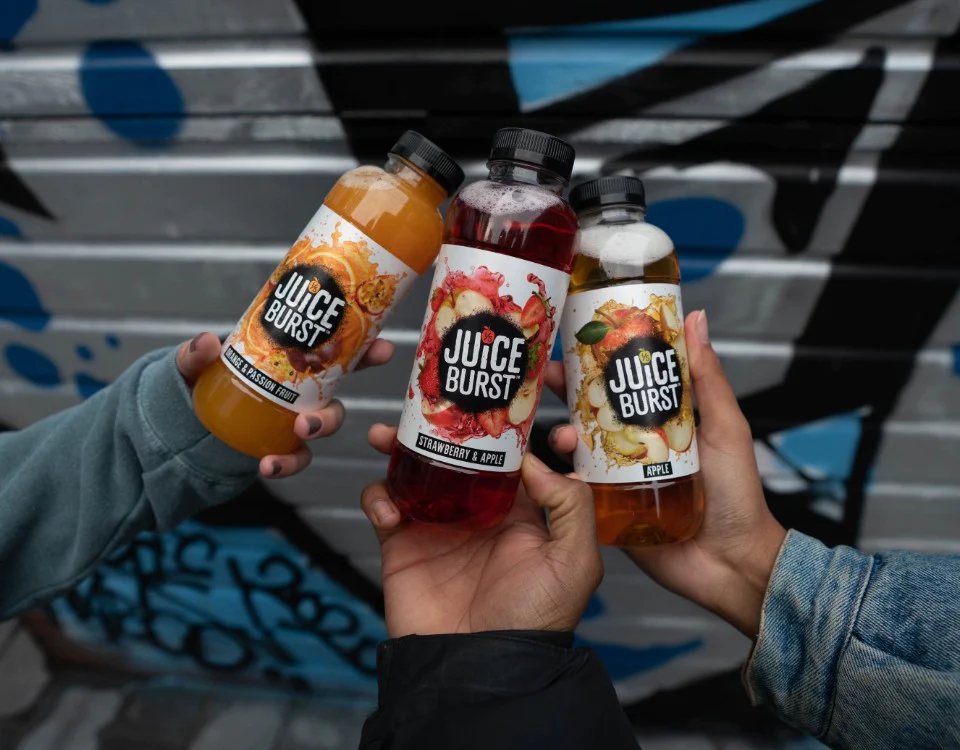 JUiCE
BURST
ORANGE & PASSION FRUIT
JUiCE
BURST
STRAWBERRY & APPLE
JUiCE
BURST
APPLE